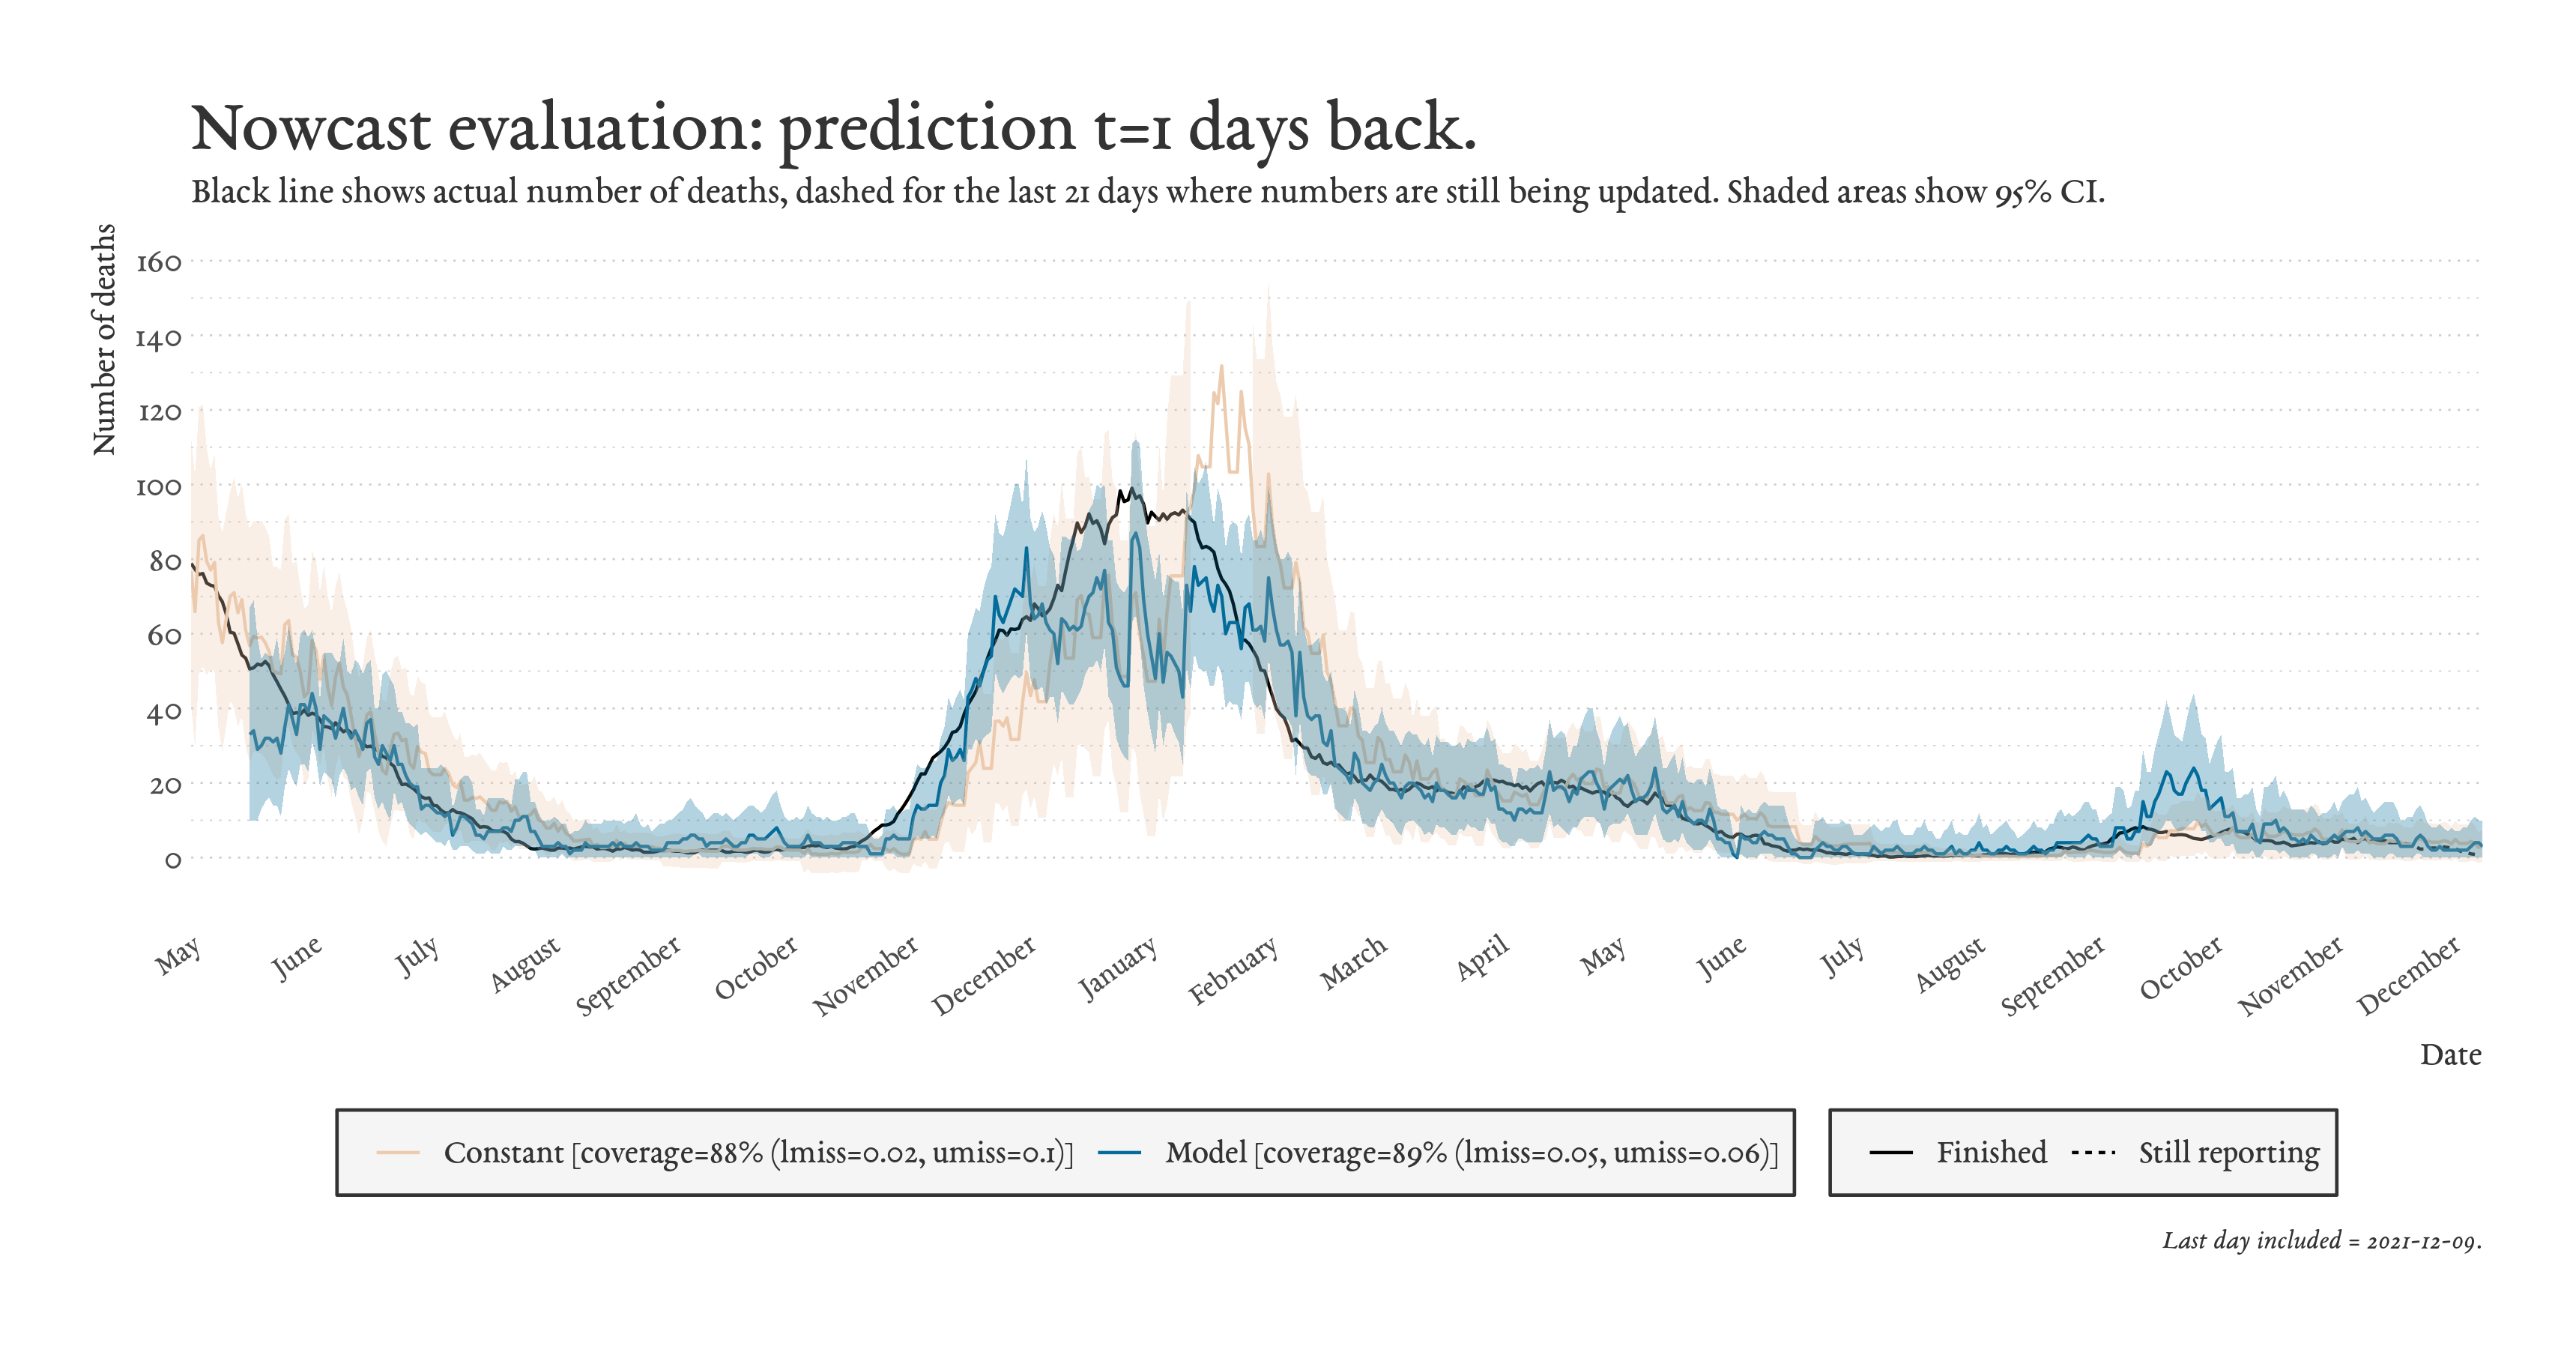 Nowcast evaluation: prediction t=1 days back.
Black line shows actual number of deaths, dashed for the last 21 days where numbers are still being updated. Shaded areas show 95% CI.
Number of deaths
160
140
120
100
80
60
40
20
0
May
June
July
August
September
October
November
December
January
February
March
April
May
June
July
August
September
October
November
December
Date
Constant [coverage=88% (lmiss=0.02, umiss=0.1)]
Model [coverage=89% (lmiss=0.05, umiss=0.06)]
Finished
Still reporting
Last day included = 2021-12-09.